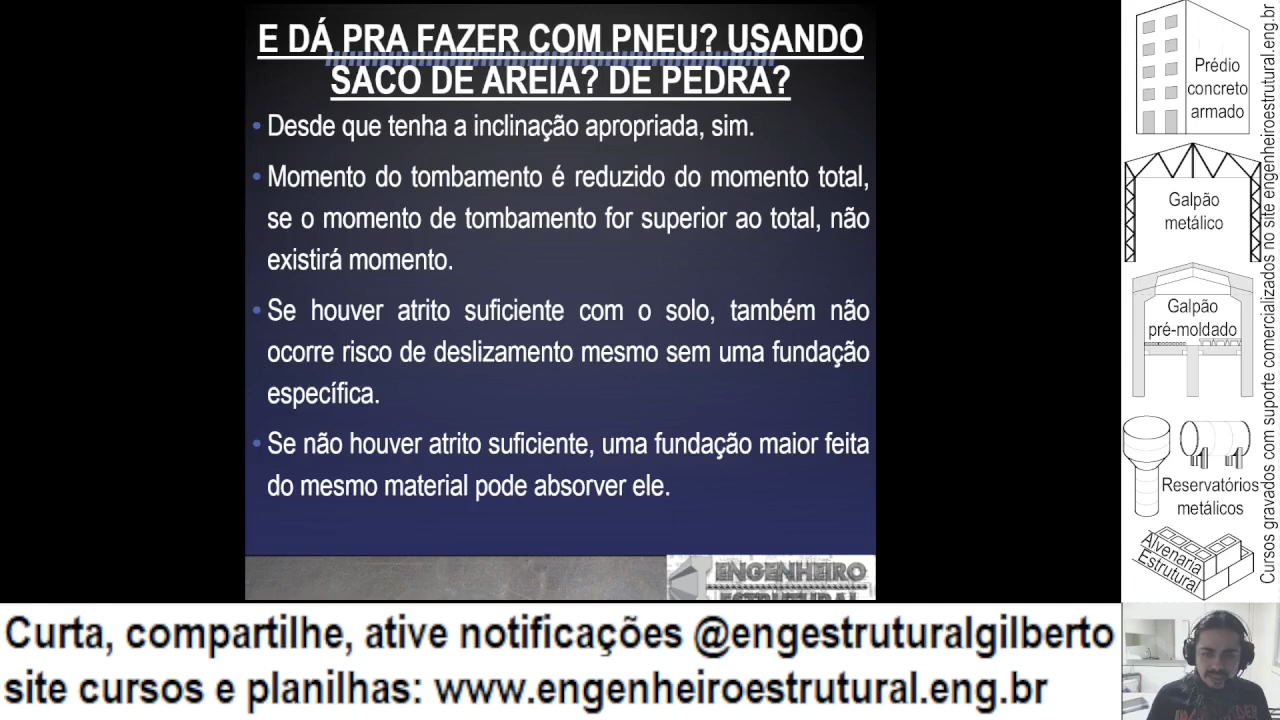 E DÁ PRA FAZER COM PNEU? USANDO
SACO DE AREIA? DE PEDRA?
• Desde que tenha a inclinação apropriada, sim.
• Momento do tombamento é reduzido do momento total,
se o momento de tombamento for superior ao total, não
existirá momento.
• Se houver atrito suficiente com o solo, também não
ocorre risco de deslizamento mesmo sem uma fundação
específica.
• Se não houver atrito suficiente, uma fundação maior feita
do mesmo material pode absorver ele.
ENGENHEIRO
ESTRUTURAL
Prédio
concreto
armado
Galpão
metálico
Galpão
pré-moldado
Reservatórios
metálicos
Alvenaria
Estrutural
Cursos gravados com suporte comercializados no site engenheiroestrutural.eng.br
Curta, compartilhe, ative notificações @engestruturalgilberto
site cursos e planilhas: www.engenheiroestrutural.eng.br